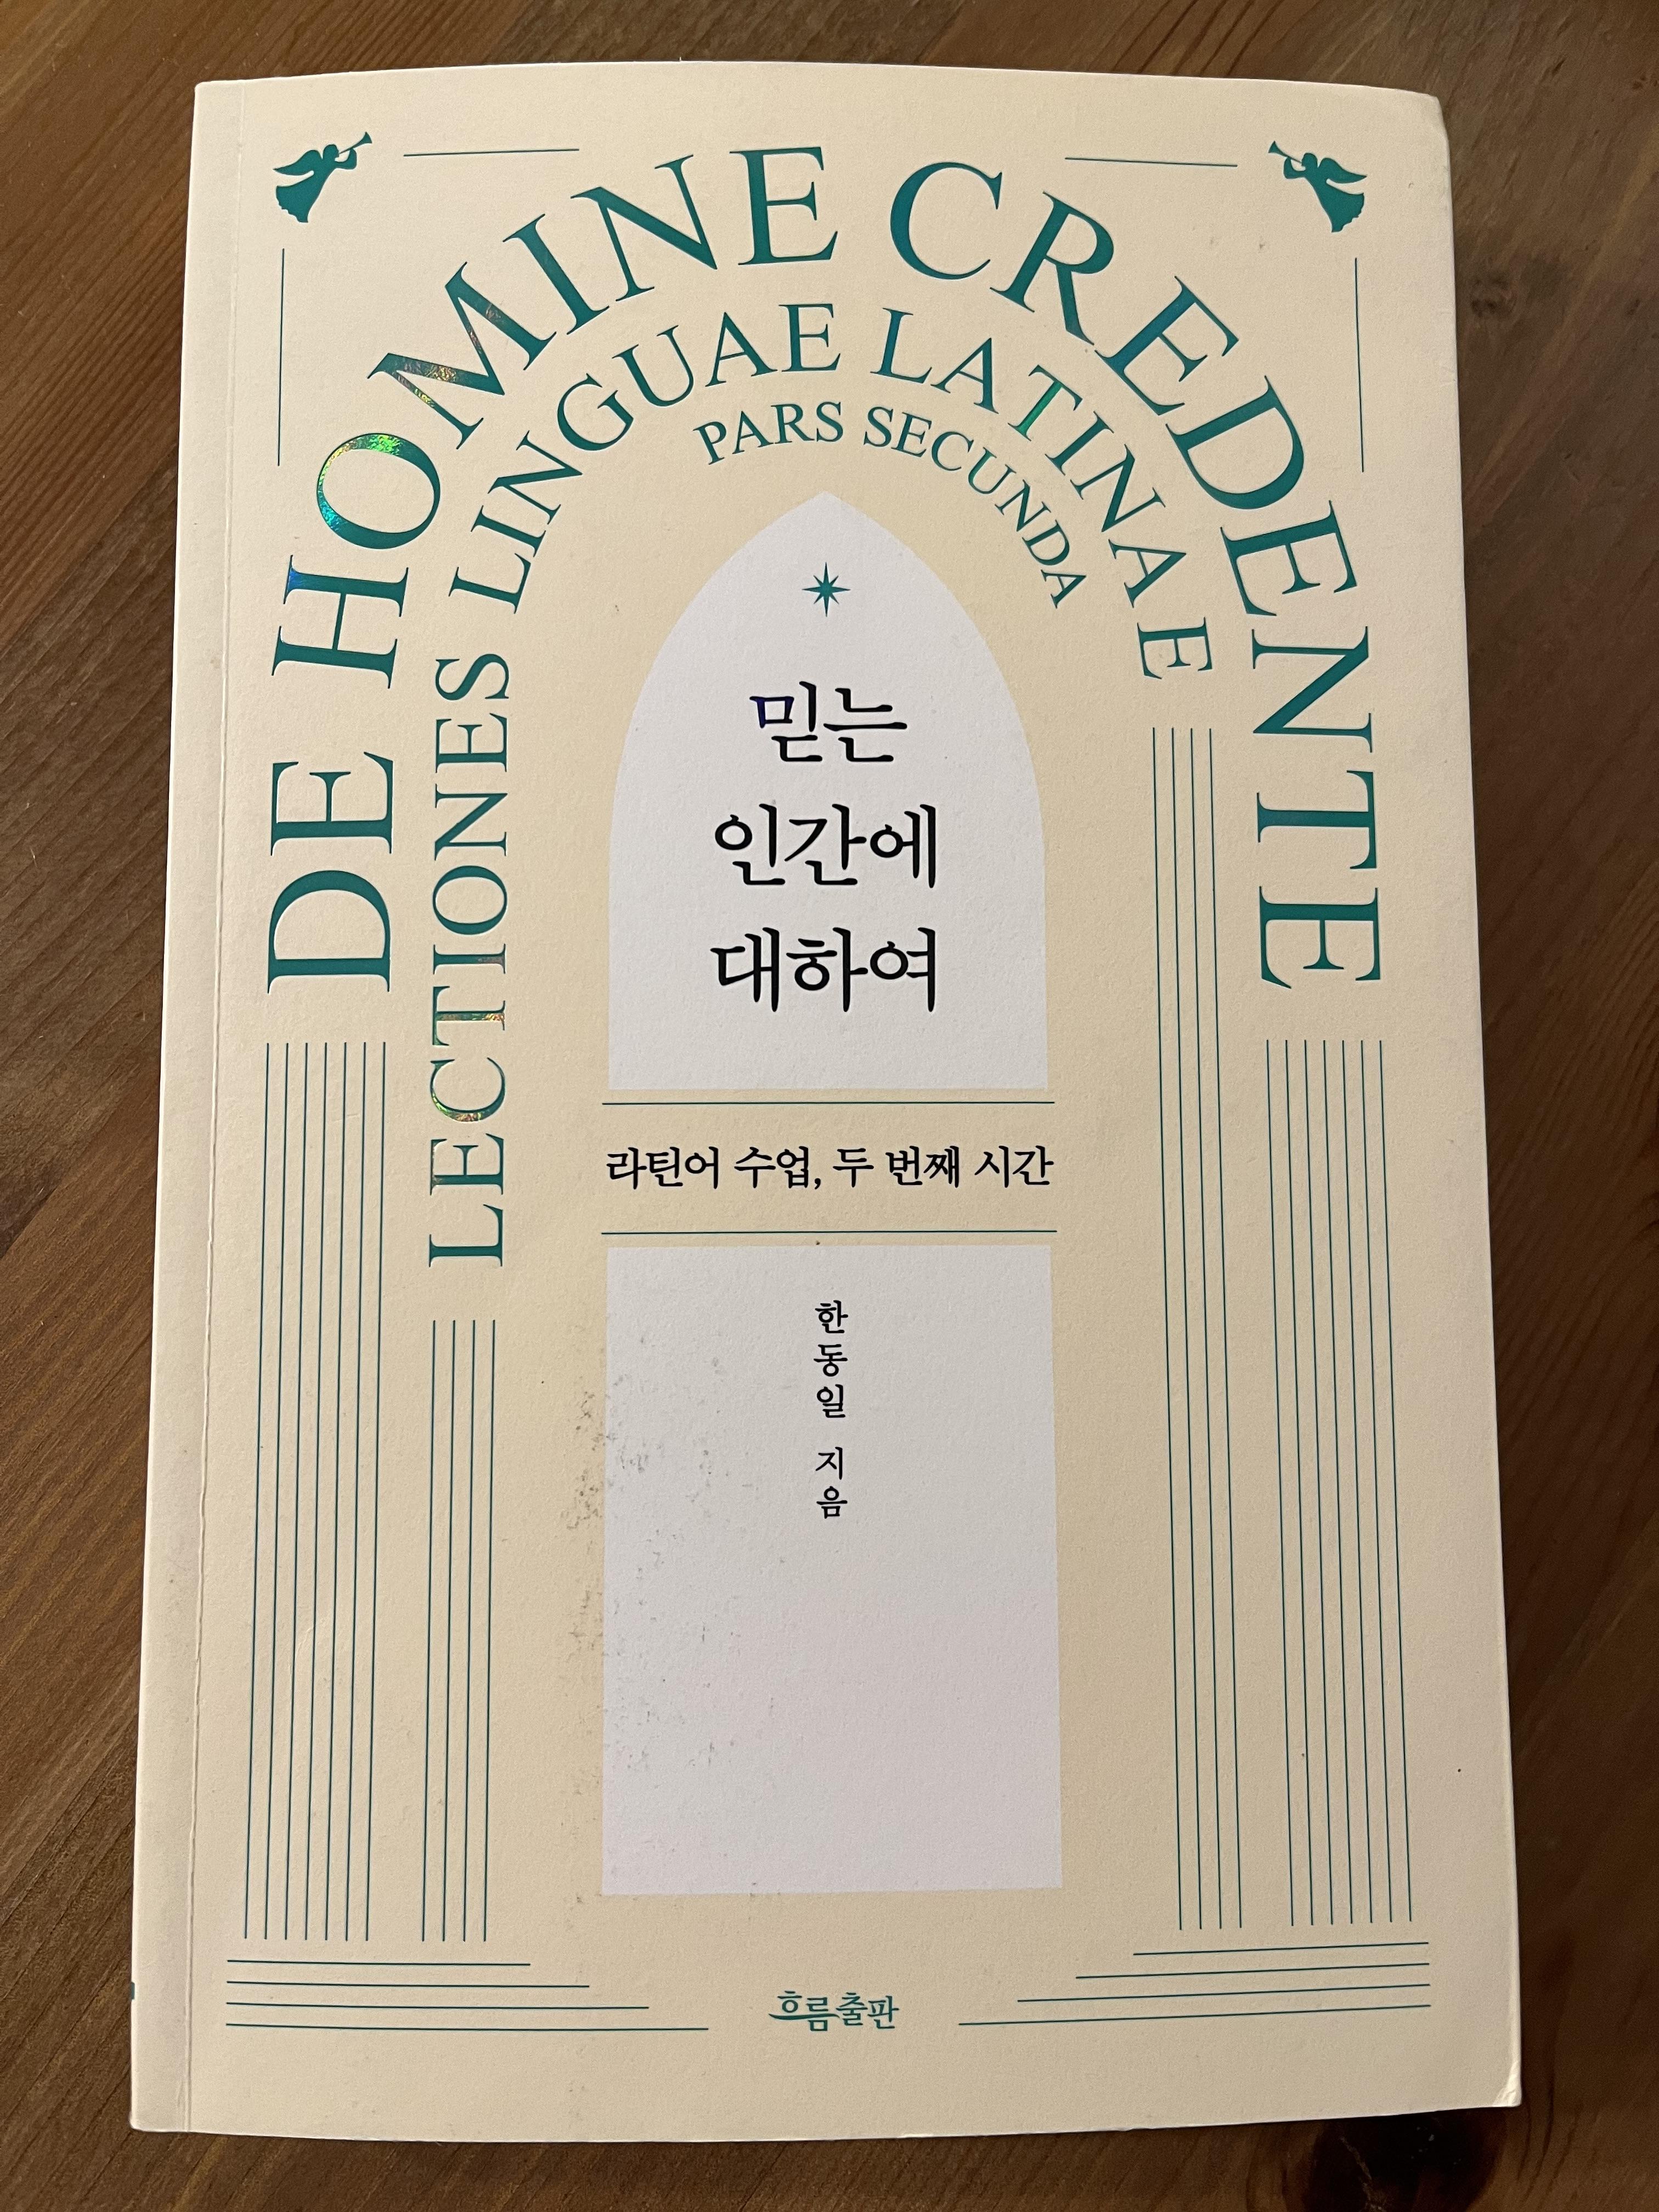 DE HOMINE CREDENTE
LECTIONES LINGUAE LATINAE
PARS SECUNDA
믿는
인간에
대하여
라틴어 수업, 두 번째 시간
한동일 지음
흐름출판